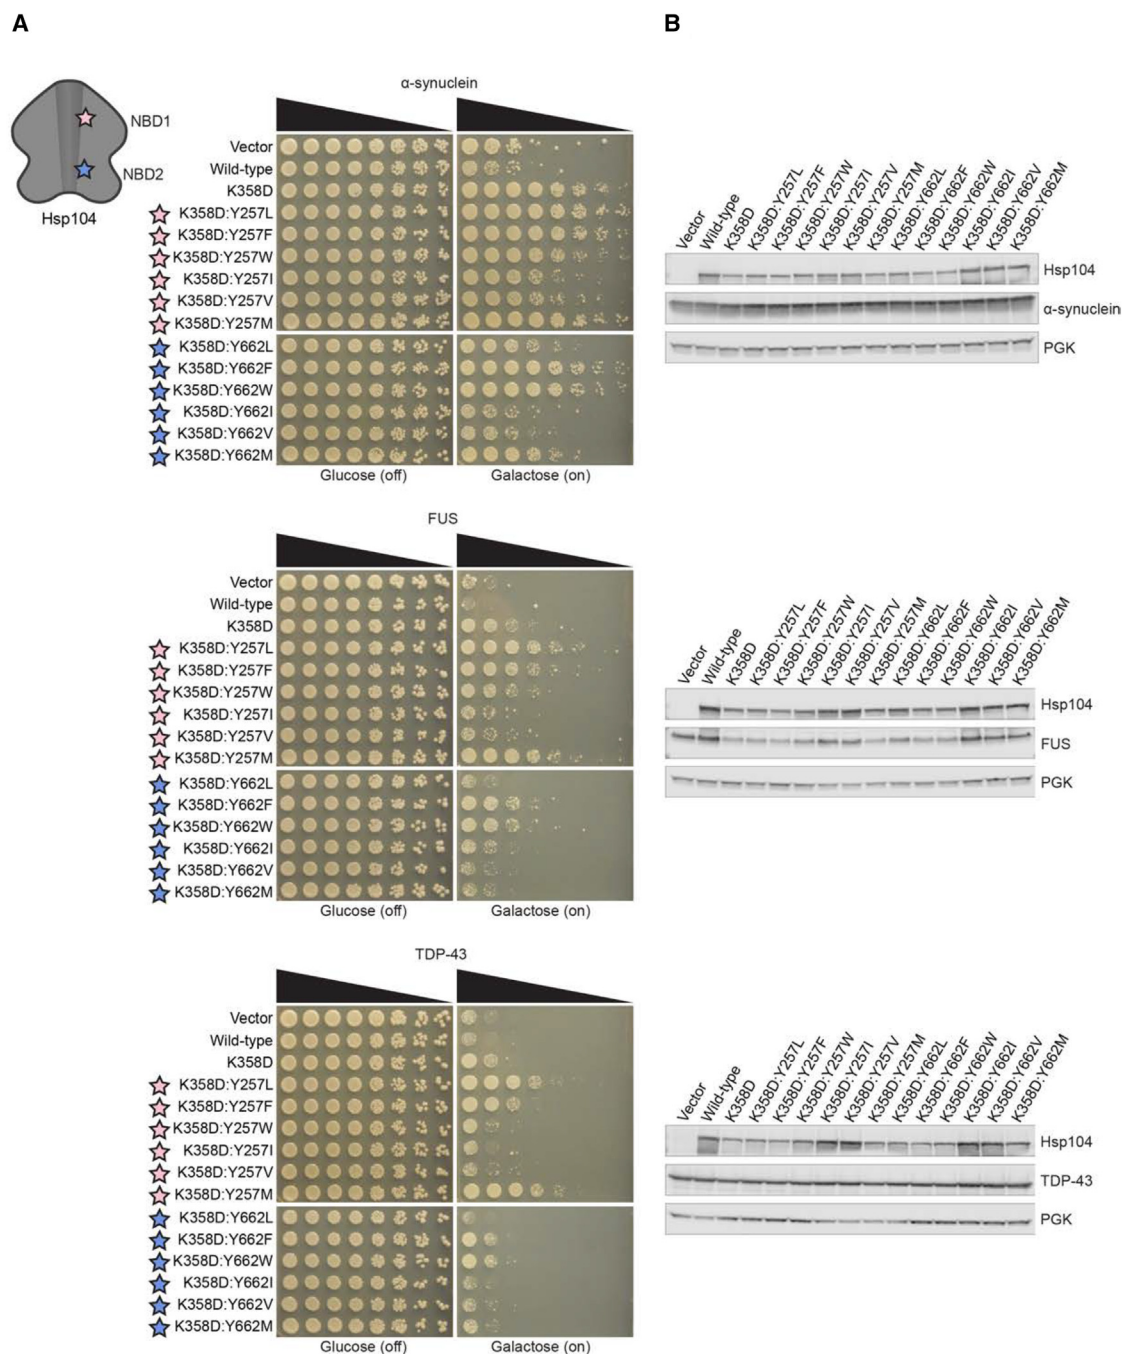 A
B
α-synuclein
NBD1
NBD2
Hsp104
Vector
Wild-type
K358D
K358D:Y257L
K358D:Y257F
K358D:Y257W
K358D:Y257I
K358D:Y257V
K358D:Y257M
K358D:Y662L
K358D:Y662F
K358D:Y662W
K358D:Y662I
K358D:Y662V
K358D:Y662M
Glucose (off)
Galactose (on)
Vector
Wild-type
K358D
K358D:Y257L
K358D:Y257F
K358D:Y257W
K358D:Y257I
K358D:Y257V
K358D:Y257M
K358D:Y662L
K358D:Y662F
K358D:Y662W
K358D:Y662I
K358D:Y662V
K358D:Y662M
Hsp104
α-synuclein
PGK
FUS
Vector
Wild-type
K358D
K358D:Y257L
K358D:Y257F
K358D:Y257W
K358D:Y257I
K358D:Y257V
K358D:Y257M
K358D:Y662L
K358D:Y662F
K358D:Y662W
K358D:Y662I
K358D:Y662V
K358D:Y662M
Glucose (off)
Galactose (on)
Vector
Wild-type
K358D
K358D:Y257L
K358D:Y257F
K358D:Y257W
K358D:Y257I
K358D:Y257V
K358D:Y257M
K358D:Y662L
K358D:Y662F
K358D:Y662W
K358D:Y662I
K358D:Y662V
K358D:Y662M
Hsp104
FUS
PGK
TDP-43
Vector
Wild-type
K358D
K358D:Y257L
K358D:Y257F
K358D:Y257W
K358D:Y257I
K358D:Y257V
K358D:Y257M
K358D:Y662L
K358D:Y662F
K358D:Y662W
K358D:Y662I
K358D:Y662V
K358D:Y662M
Glucose (off)
Galactose (on)
Vector
Wild-type
K358D
K358D:Y257L
K358D:Y257F
K358D:Y257W
K358D:Y257I
K358D:Y257V
K358D:Y257M
K358D:Y662L
K358D:Y662F
K358D:Y662W
K358D:Y662I
K358D:Y662V
K358D:Y662M
Hsp104
TDP-43
PGK